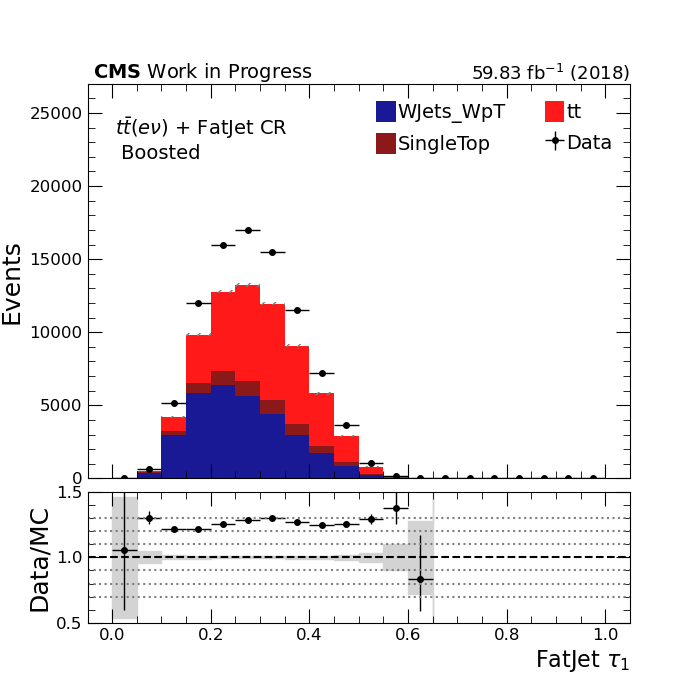 CMS Work in Progress 59.83 fb⁻¹ (2018)
tt̄(eν) + FatJet CR
Boosted
WJets_WpT
tt
SingleTop
Data
Events
25000
20000
15000
10000
5000
0
Data/MC
1.5
1.0
0.5
0.0 0.2 0.4 0.6 0.8 1.0
FatJet τ₁